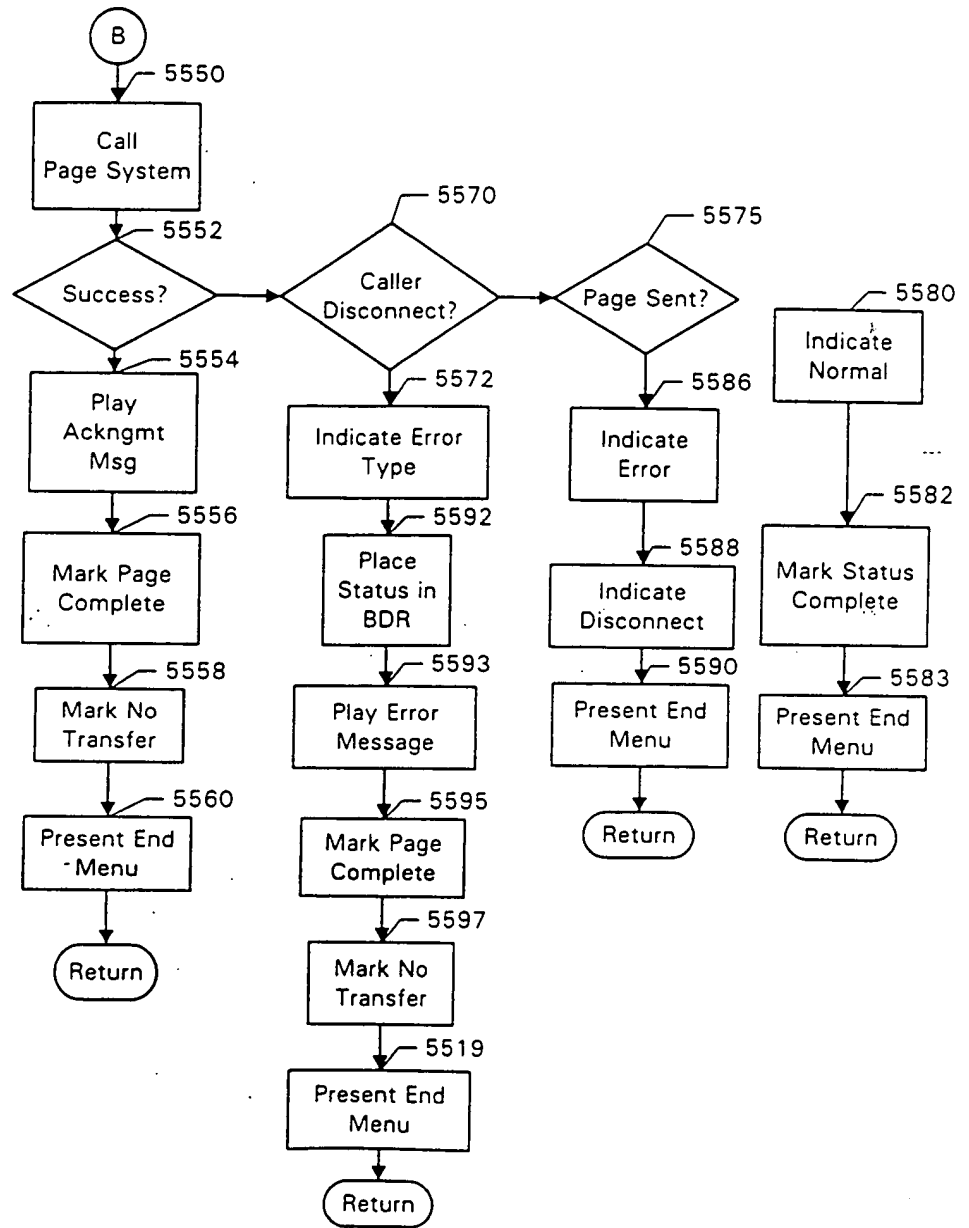 B
5550
Call
Page System
5552
Success?
5554
Play
Ackngmt
Msg
5556
Mark Page
Complete
5558
Mark No
Transfer
5560
Present End
Menu
Return
5570
Caller
Disconnect?
5572
Indicate Error
Type
5592
Place
Status in
BDR
5593
Play Error
Message
5595
Mark Page
Complete
5597
Mark No
Transfer
5519
Present End
Menu
Return
5575
Page Sent?
5586
Indicate
Error
5588
Indicate
Disconnect
5590
Present End
Menu
Return
5580
Indicate
Normal
5582
Mark Status
Complete
5583
Present End
Menu
Return